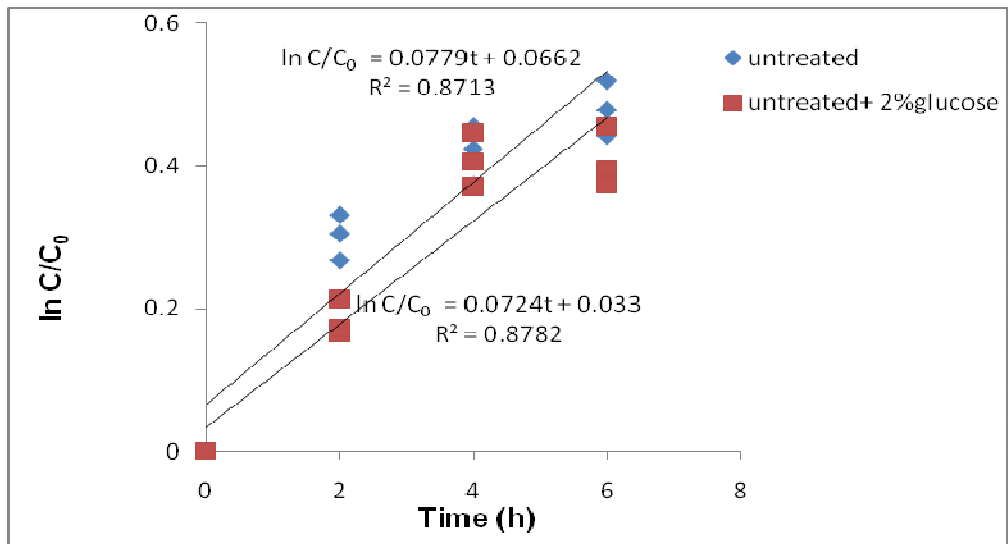 0.6
ln C/C₀ = 0.0779t + 0.0662
R² = 0.8713
untreated
untreated+ 2%glucose
0.4
ln C/C₀
0.2
ln C/C₀ = 0.0724t + 0.033
R² = 0.8782
0
0 2 4 6 8
Time (h)